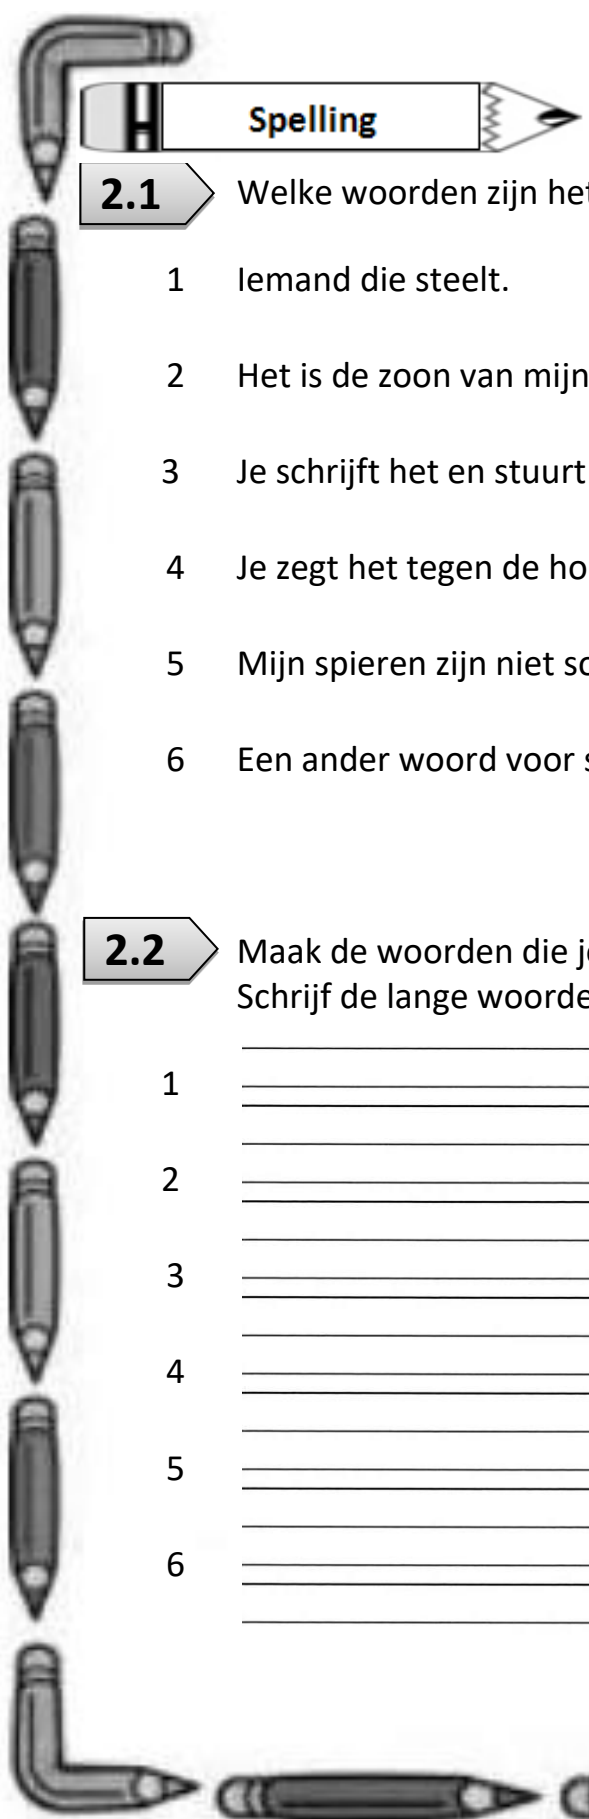 Spelling
2.1 Welke woorden zijn het
1 Iemand die steelt.
2 Het is de zoon van mijn
3 Je schrijft het en stuurt
4 Je zegt het tegen de ho
5 Mijn spieren zijn niet sc
6 Een ander woord voor s
2.2 Maak de woorden die je
Schrijf de lange woorde
1
2
3
4
5
6